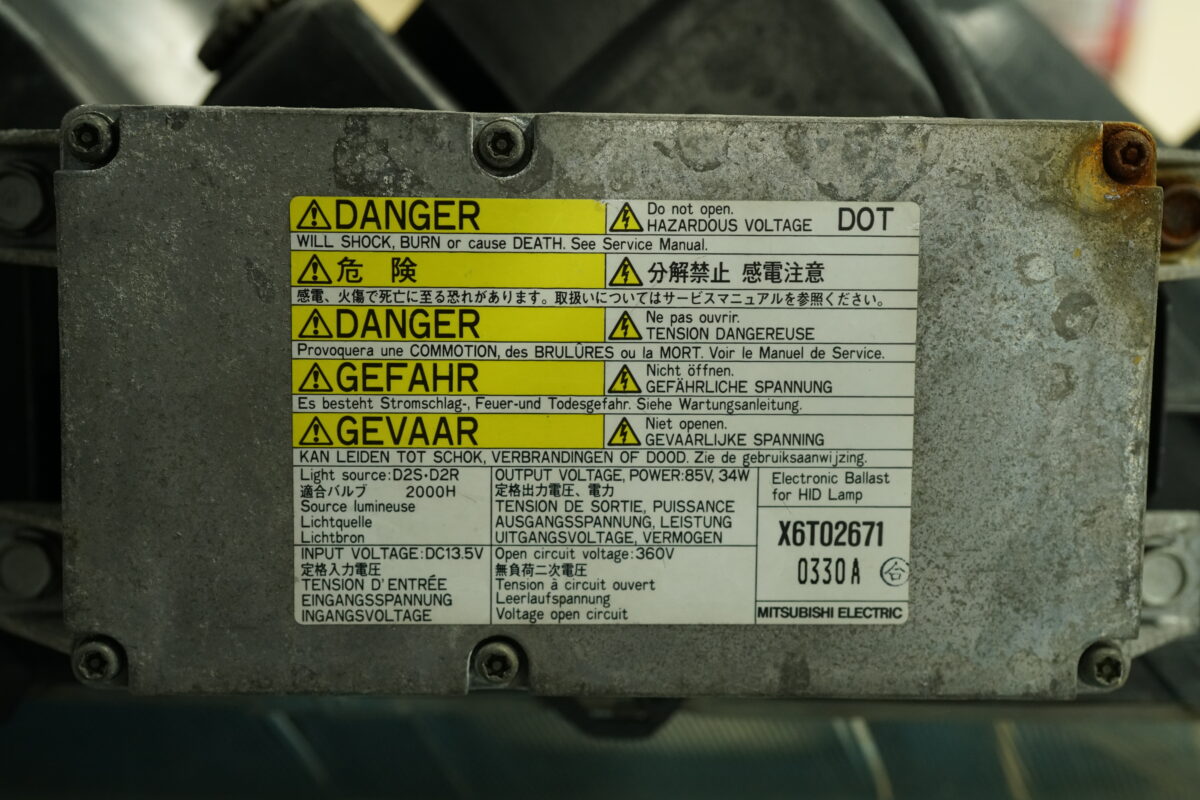 DANGER
Do not open.
HAZARDOUS VOLTAGE
DOT
WILL SHOCK, BURN or cause DEATH. See Service Manual.
危 険
分解禁止 感電注意
感電、火傷で死亡に至る恐れがあります。取扱いについてはサービスマニュアルを参照ください。
DANGER
Ne pas ouvrir.
TENSION DANGEREUSE
Provoquera une COMMOTION, des BRULÛRES ou la MORT. Voir le Manuel de Service.
GEFAHR
Nicht öffnen.
GEFÄHRLICHE SPANNUNG
Es besteht Stromschlag-, Feuer-und Todesgefahr. Siehe Wartungsanleitung.
GEVAAR
Niet openen.
GEVAARLIJKE SPANNING
KAN LEIDEN TOT SCHOK, VERBRANDINGEN OF DOOD. Zie de gebruiksaanwijzing.
Light source:D2S·D2R
適合バルブ 2000H
Source lumineuse
Lichtquelle
Lichtbron
OUTPUT VOLTAGE, POWER:85V, 34W
定格出力電圧、電力
TENSION DE SORTIE, PUISSANCE
AUSGANGSSPANNUNG, LEISTUNG
UITGANGSVOLTAGE, VERMOGEN
Electronic Ballast
for HID Lamp
INPUT VOLTAGE:DC13.5V
定格入力電圧
TENSION D'ENTRÉE
EINGANGSSPANNUNG
INGANGSVOLTAGE
Open circuit voltage:360V
無負荷二次電圧
Tension à circuit ouvert
Leerlaufspannung
Voltage open circuit
X6T02671
0330A 合
MITSUBISHI ELECTRIC